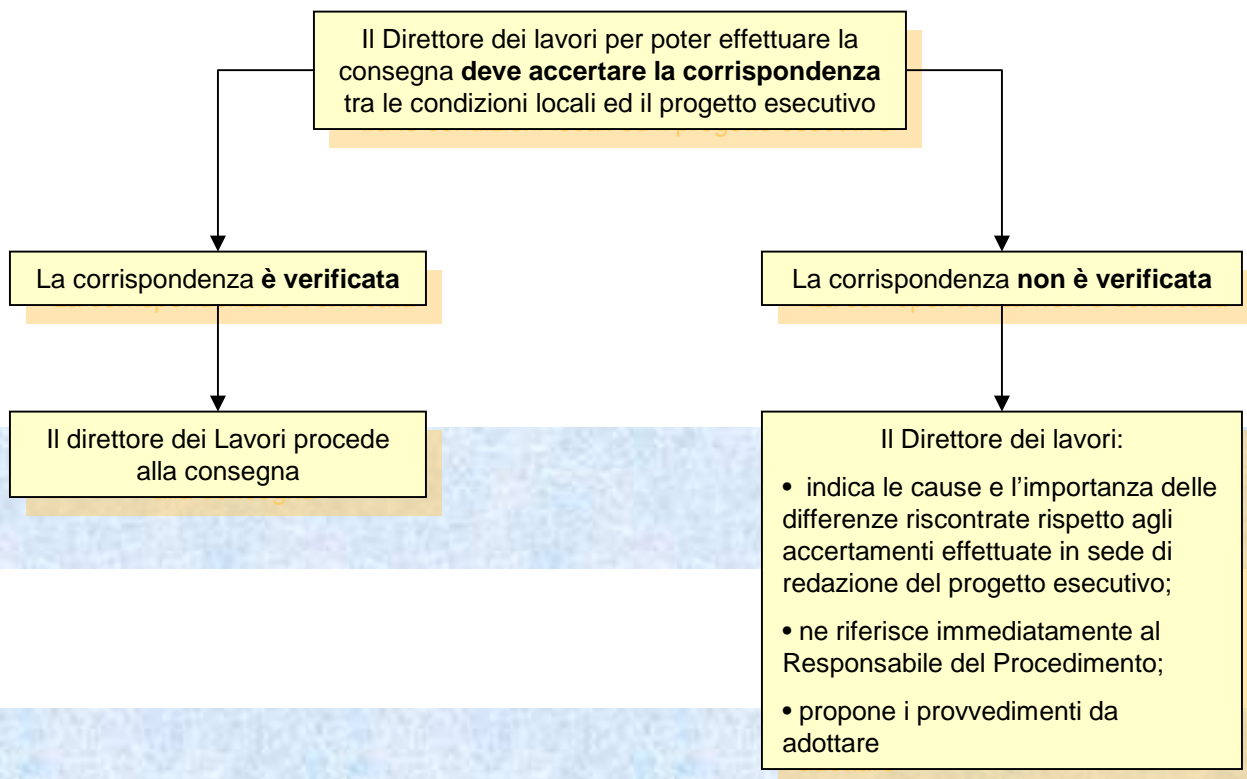 Il Direttore dei lavori per poter effettuare la
consegna deve accertare la corrispondenza
tra le condizioni locali ed il progetto esecutivo
La corrispondenza è verificata
La corrispondenza non è verificata
Il direttore dei Lavori procede
alla consegna
Il Direttore dei lavori:
• indica le cause e l’importanza delle
differenze riscontrate rispetto agli
accertamenti effettuate in sede di
redazione del progetto esecutivo;
• ne riferisce immediatamente al
Responsabile del Procedimento;
• propone i provvedimenti da
adottare